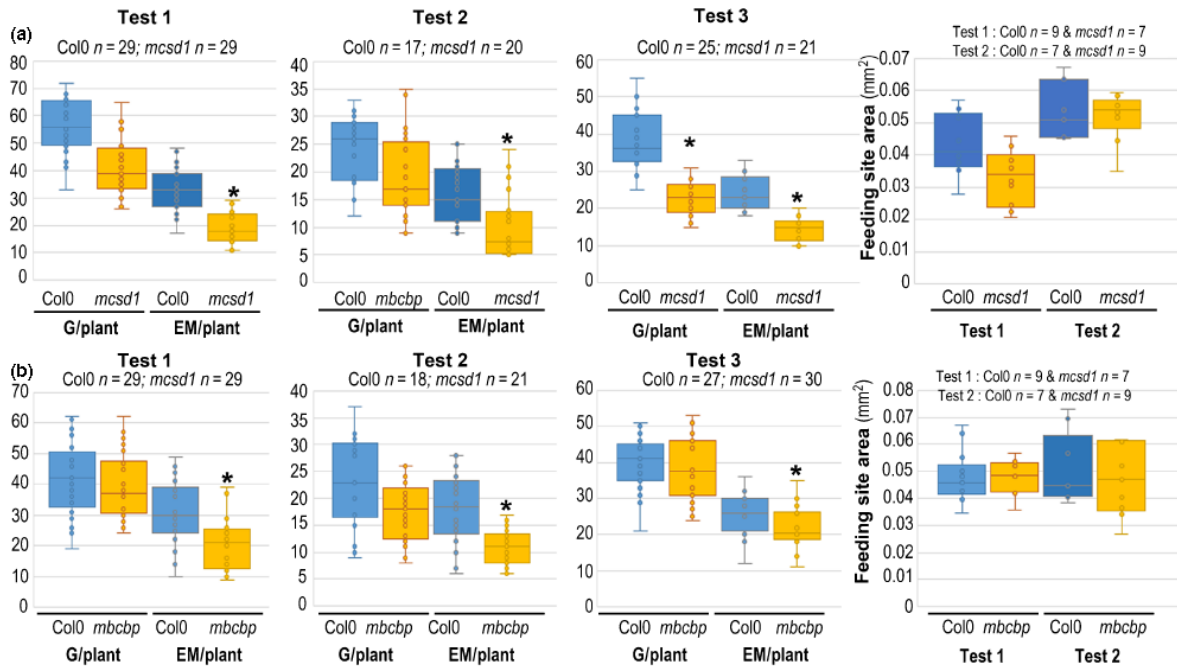 Test 1
Test 2
Test 3
(a)
Col0 n = 29; mcsd1 n = 29
Col0 n = 17; mcsd1 n = 20
Col0 n = 25; mcsd1 n = 21
Test 1 : Col0 n = 9 & mcsd1 n = 7
Test 2 : Col0 n = 7 & mcsd1 n = 9
80
70
60
50
40
30
20
10
0
*
Col0 mcsd1 Col0 mcsd1
G/plant EM/plant
40
35
30
25
20
15
10
5
0
*
Col0 mbcbp Col0 mcsd1
G/plant EM/plant
60
50
40
30
20
10
0
*
*
Col0 mcsd1 Col0 mcsd1
G/plant EM/plant
Feeding site area (mm²)
0.07
0.06
0.05
0.04
0.03
0.02
0.01
0
Col0 mcsd1 Col0 mcsd1
Test 1 Test 2
Test 1
Test 2
Test 3
(b)
Col0 n = 29; mcsd1 n = 29
Col0 n = 18; mcsd1 n = 21
Col0 n = 27; mcsd1 n = 30
Test 1 : Col0 n = 9 & mcsd1 n = 7
Test 2 : Col0 n = 7 & mcsd1 n = 9
70
60
50
40
30
20
10
0
*
Col0 mbcbp Col0 mbcbp
G/plant EM/plant
40
35
30
25
20
15
10
5
0
*
Col0 mbcbp Col0 mbcbp
G/plant EM/plant
60
50
40
30
20
10
0
*
Col0 mbcbp Col0 mbcbp
G/plant EM/plant
Feeding site area (mm²)
0.08
0.07
0.06
0.05
0.04
0.03
0.02
0.01
0
Col0 mbcbp Col0 mbcbp
Test 1 Test 2